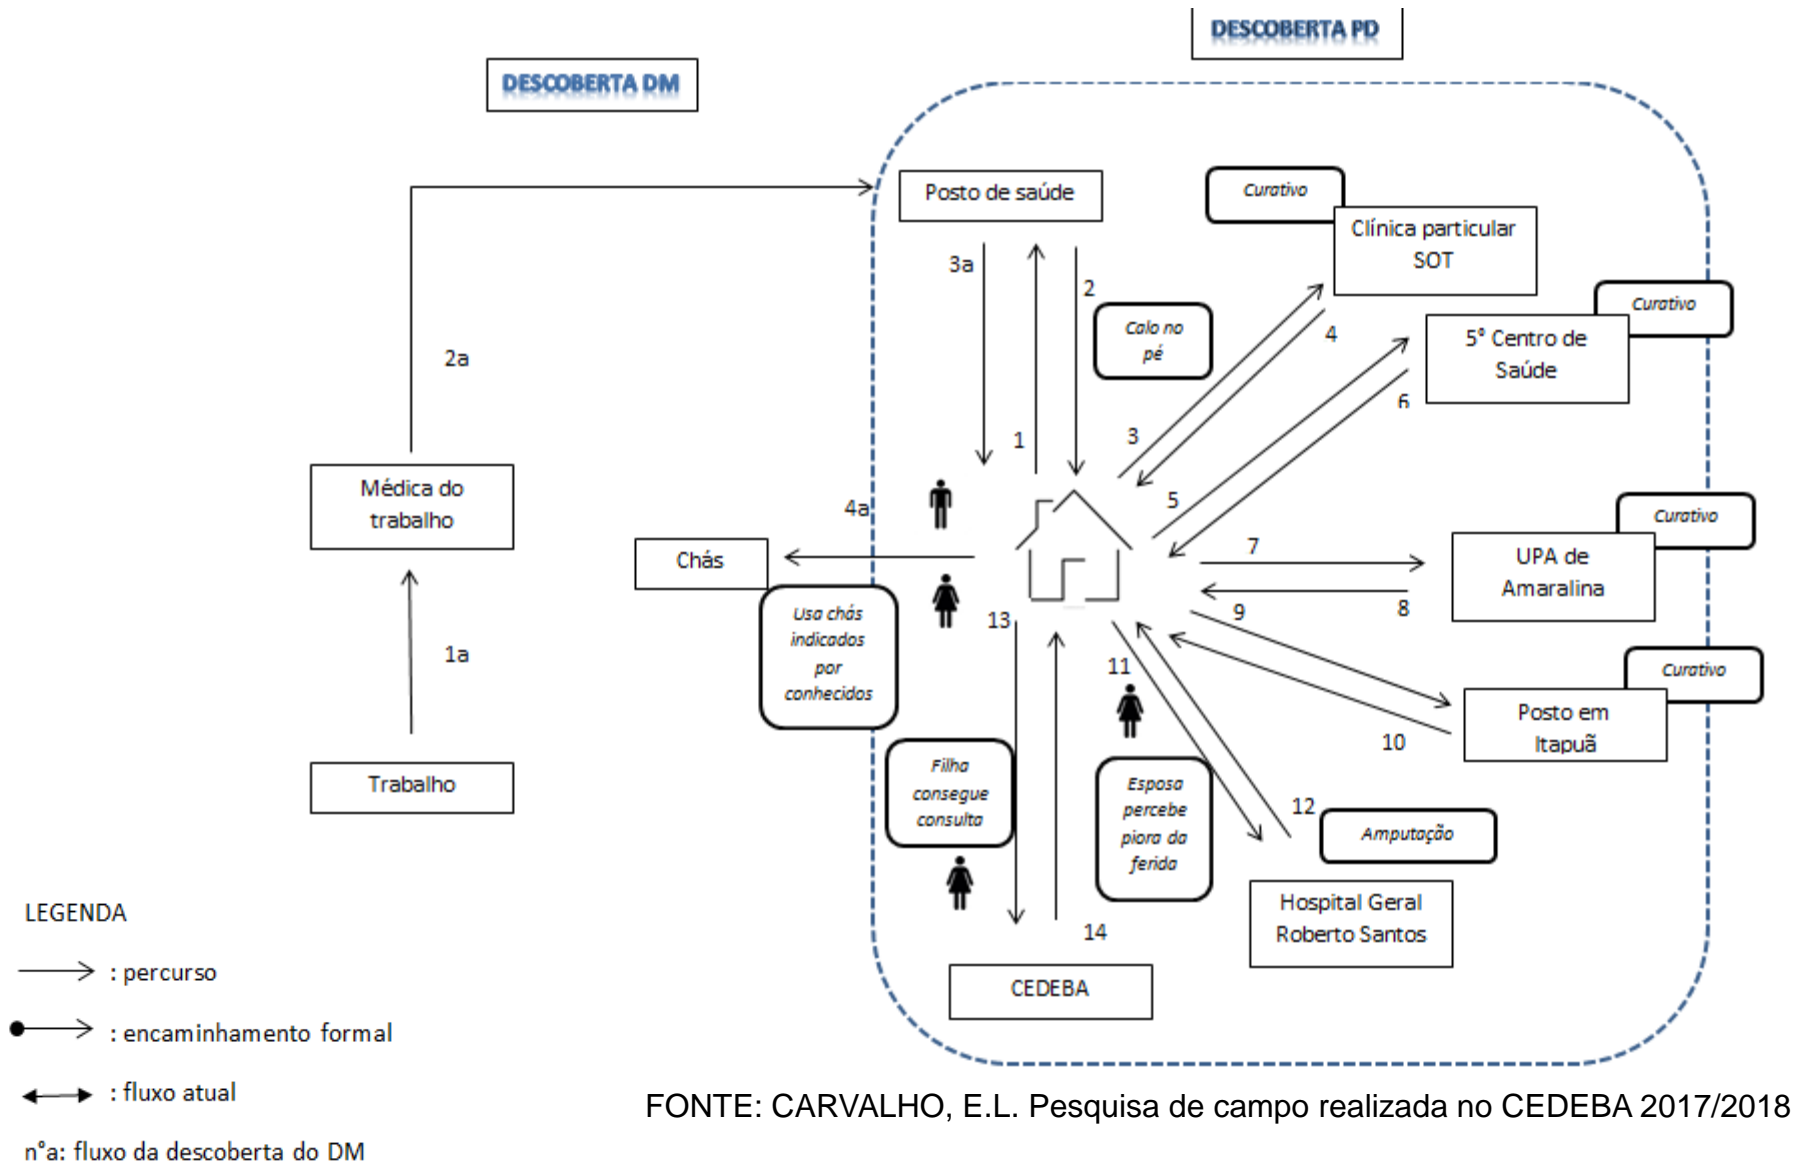 DESCOBERTA PD
DESCOBERTA DM
Posto de saúde
Curativo
Clínica particular
SOT
3a
2
Calo no
pé
4
Curativo
5° Centro de
Saúde
6
2a
1
3
5
Médica do
trabalho
4a
Chás
7
8
Curativo
UPA de
Amaralina
Usa chás
indicados
por
conhecidos
13
9
11
1a
Curativo
Posto em
Itapuã
10
Trabalho
Filha
consegue
consulta
Esposa
percebe
piora da
ferida
12
Amputação
Hospital Geral
Roberto Santos
14
CEDEBA
LEGENDA
: percurso
: encaminhamento formal
: fluxo atual
n°a: fluxo da descoberta do DM
FONTE: CARVALHO, E.L. Pesquisa de campo realizada no CEDEBA 2017/2018